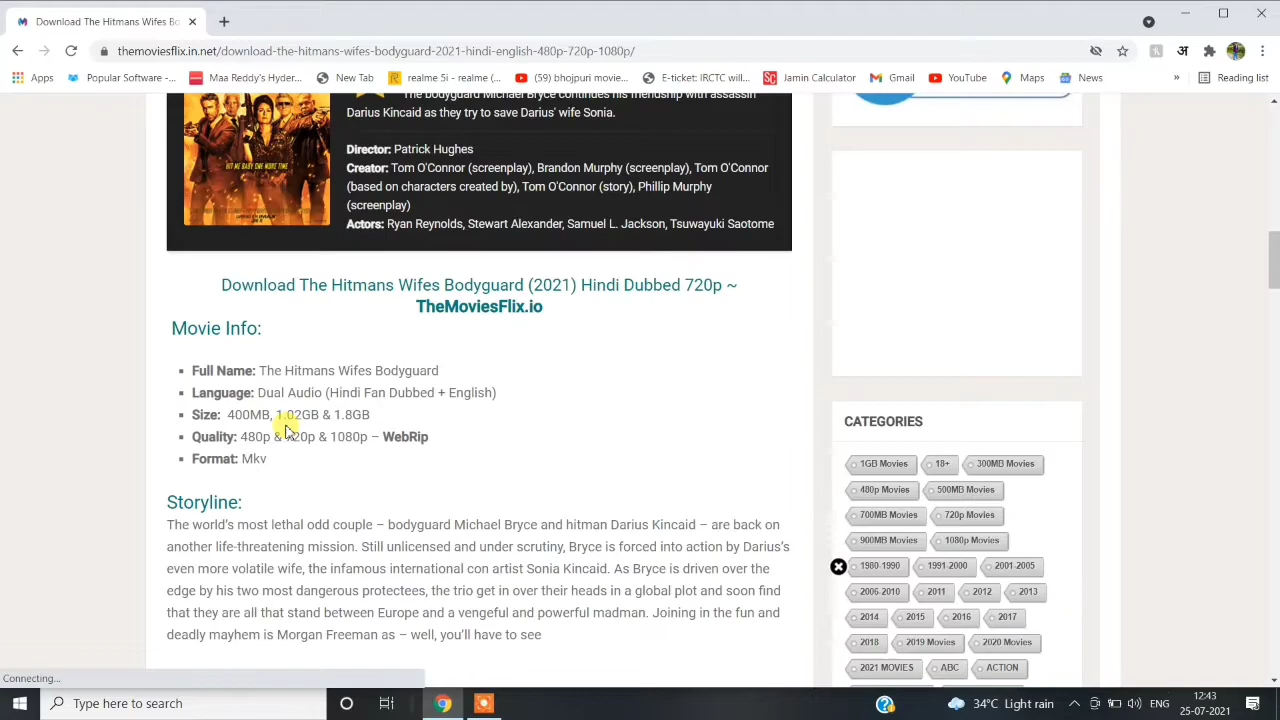 Download The Hitmans Wifes Bo
themoviesflix.in.net/download-the-hitmans-wifes-bodyguard-2021-hindi-english-480p-720p-1080p/
Apps Popular Software -... Maa Reddy's Hyder... New Tab realme 5i - realme (... (59) bhojpuri movie... E-ticket: IRCTC will... Jamin Calculator Gmail YouTube Maps News » Reading list
The bodyguard Michael Bryce continues his friendship with assassin
Darius Kincaid as they try to save Darius' wife Sonia.
HIT ME BABY ONE MORE TIME
Director: Patrick Hughes
Creator: Tom O'Connor (screenplay), Brandon Murphy (screenplay), Tom O'Connor
(based on characters created by), Tom O'Connor (story), Phillip Murphy
(screenplay)
Actors: Ryan Reynolds, Stewart Alexander, Samuel L. Jackson, Tsuwayuki Saotome
Download The Hitmans Wifes Bodyguard (2021) Hindi Dubbed 720p ~
TheMoviesFlix.io
Movie Info:
Full Name: The Hitmans Wifes Bodyguard
Language: Dual Audio (Hindi Fan Dubbed + English)
Size: 400MB, 1.02GB & 1.8GB
Quality: 480p & 720p & 1080p – WebRip
Format: Mkv
Storyline:
The world's most lethal odd couple – bodyguard Michael Bryce and hitman Darius Kincaid – are back on
another life-threatening mission. Still unlicensed and under scrutiny, Bryce is forced into action by Darius's
even more volatile wife, the infamous international con artist Sonia Kincaid. As Bryce is driven over the
edge by his two most dangerous protectees, the trio get in over their heads in a global plot and soon find
that they are all that stand between Europe and a vengeful and powerful madman. Joining in the fun and
deadly mayhem is Morgan Freeman as – well, you'll have to see
CATEGORIES
1GB Movies 18+ 300MB Movies
480p Movies 500MB Movies
700MB Movies 720p Movies
900MB Movies 1080p Movies
1980-1990 1991-2000 2001-2005
2006-2010 2011 2012 2013
2014 2015 2016 2017
2018 2019 Movies 2020 Movies
2021 MOVIES ABC ACTION
Connecting...
Type here to search
34°C Light rain
ENG
12:43
25-07-2021